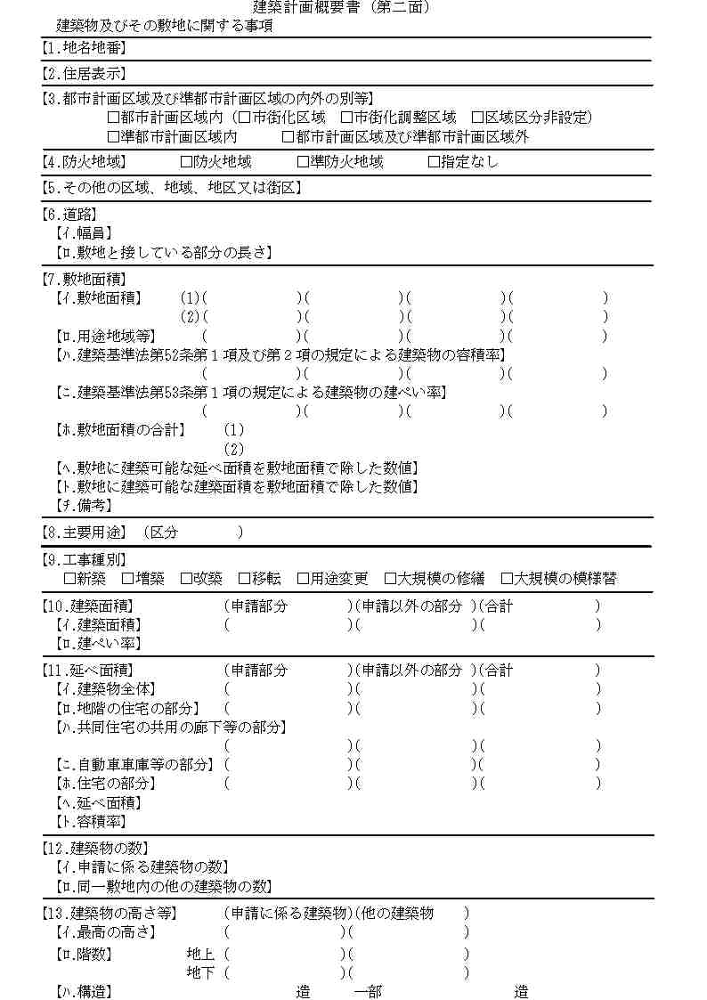 建築計画概要書（第二面）
建築物及びその敷地に関する事項
【1.地名地番】
【2.住居表示】
【3.都市計画区域及び準都市計画区域の内外の別等】
□都市計画区域内（□市街化区域　□市街化調整区域　□区域区分非設定）
□準都市計画区域内　　　□都市計画区域及び準都市計画区域外
【4.防火地域】　　　□防火地域　　　□準防火地域　　　□指定なし
【5.その他の区域、地域、地区又は街区】
【6.道路】
【ｲ.幅員】
【ﾛ.敷地と接している部分の長さ】
【7.敷地面積】
【ｲ.敷地面積】　　(1)(　　　　　　)(　　　　　　)(　　　　　　)(　　　　　　)
(2)(　　　　　　)(　　　　　　)(　　　　　　)(　　　　　　)
【ﾛ.用途地域等】　　(　　　　　　)(　　　　　　)(　　　　　　)(　　　　　　)
【ﾊ.建築基準法第52条第１項及び第２項の規定による建築物の容積率】
(　　　　　　)(　　　　　　)(　　　　　　)(　　　　　　)
【ﾆ.建築基準法第53条第１項の規定による建築物の建ぺい率】
(　　　　　　)(　　　　　　)(　　　　　　)(　　　　　　)
【ﾎ.敷地面積の合計】　　(1)
(2)
【ﾍ.敷地に建築可能な延べ面積を敷地面積で除した数値】
【ﾄ.敷地に建築可能な建築面積を敷地面積で除した数値】
【ﾁ.備考】
【8.主要用途】（区分　　　　）
【9.工事種別】
□新築　□増築　□改築　□移転　□用途変更　□大規模の修繕　□大規模の模様替
【10.建築面積】　　　　　　(申請部分　　　　)(申請以外の部分　)(合計　　　　　　)
【ｲ.建築面積】　　　　　　(　　　　　　　　)(　　　　　　　　)(　　　　　　　　)
【ﾛ.建ぺい率】
【11.延べ面積】　　　　　　(申請部分　　　　)(申請以外の部分　)(合計　　　　　　)
【ｲ.建築物全体】　　　　　(　　　　　　　　)(　　　　　　　　)(　　　　　　　　)
【ﾛ.地階の住宅の部分】　(　　　　　　　　)(　　　　　　　　)(　　　　　　　　)
【ﾊ.共同住宅の共用の廊下等の部分】
(　　　　　　　　)(　　　　　　　　)(　　　　　　　　)
【ﾆ.自動車車庫等の部分】(　　　　　　　　)(　　　　　　　　)(　　　　　　　　)
【ﾎ.住宅の部分】　　　　　(　　　　　　　　)(　　　　　　　　)(　　　　　　　　)
【ﾍ.延べ面積】
【ﾄ.容積率】
【12.建築物の数】
【ｲ.申請に係る建築物の数】
【ﾛ.同一敷地内の他の建築物の数】
【13.建築物の高さ等】　　　(申請に係る建築物)(他の建築物　　)
【ｲ.最高の高さ】　　　　　(　　　　　　　　)(　　　　　　　　)
【ﾛ.階数】　　　　　地上　(　　　　　　　　)(　　　　　　　　)
地下　(　　　　　　　　)(　　　　　　　　)
【ﾊ.構造】　　　　　　　　　　　　造　　　一部　　　　　　　　　造